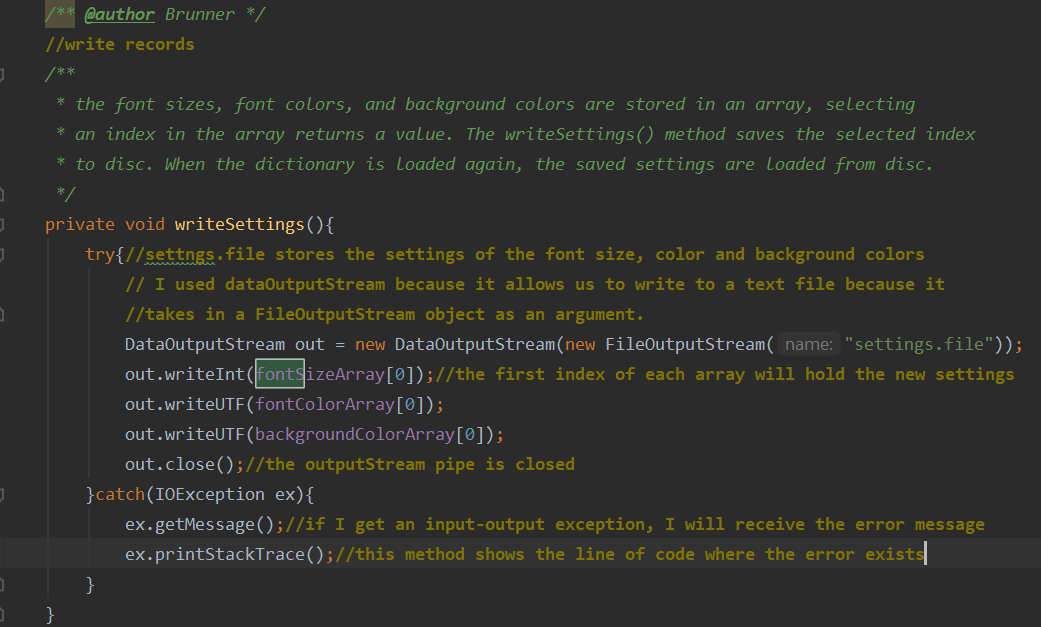 /** @author Brunner */
//write records
/**
* the font sizes, font colors, and background colors are stored in an array, selecting
* an index in the array returns a value. The writeSettings() method saves the selected index
* to disc. When the dictionary is loaded again, the saved settings are loaded from disc.
*/
private void writeSettings(){
try{//settngs.file stores the settings of the font size, color and background colors
// I used dataOutputStream because it allows us to write to a text file because it
//takes in a FileOutputStream object as an argument.
DataOutputStream out = new DataOutputStream(new FileOutputStream( name: "settings.file"));
out.writeInt(fontSizeArray[0]);//the first index of each array will hold the new settings
out.writeUTF(fontColorArray[0]);
out.writeUTF(backgroundColorArray[0]);
out.close();//the outputStream pipe is closed
}catch(IOException ex){
ex.getMessage();//if I get an input-output exception, I will receive the error message
ex.printStackTrace();//this method shows the line of code where the error exists
}
}